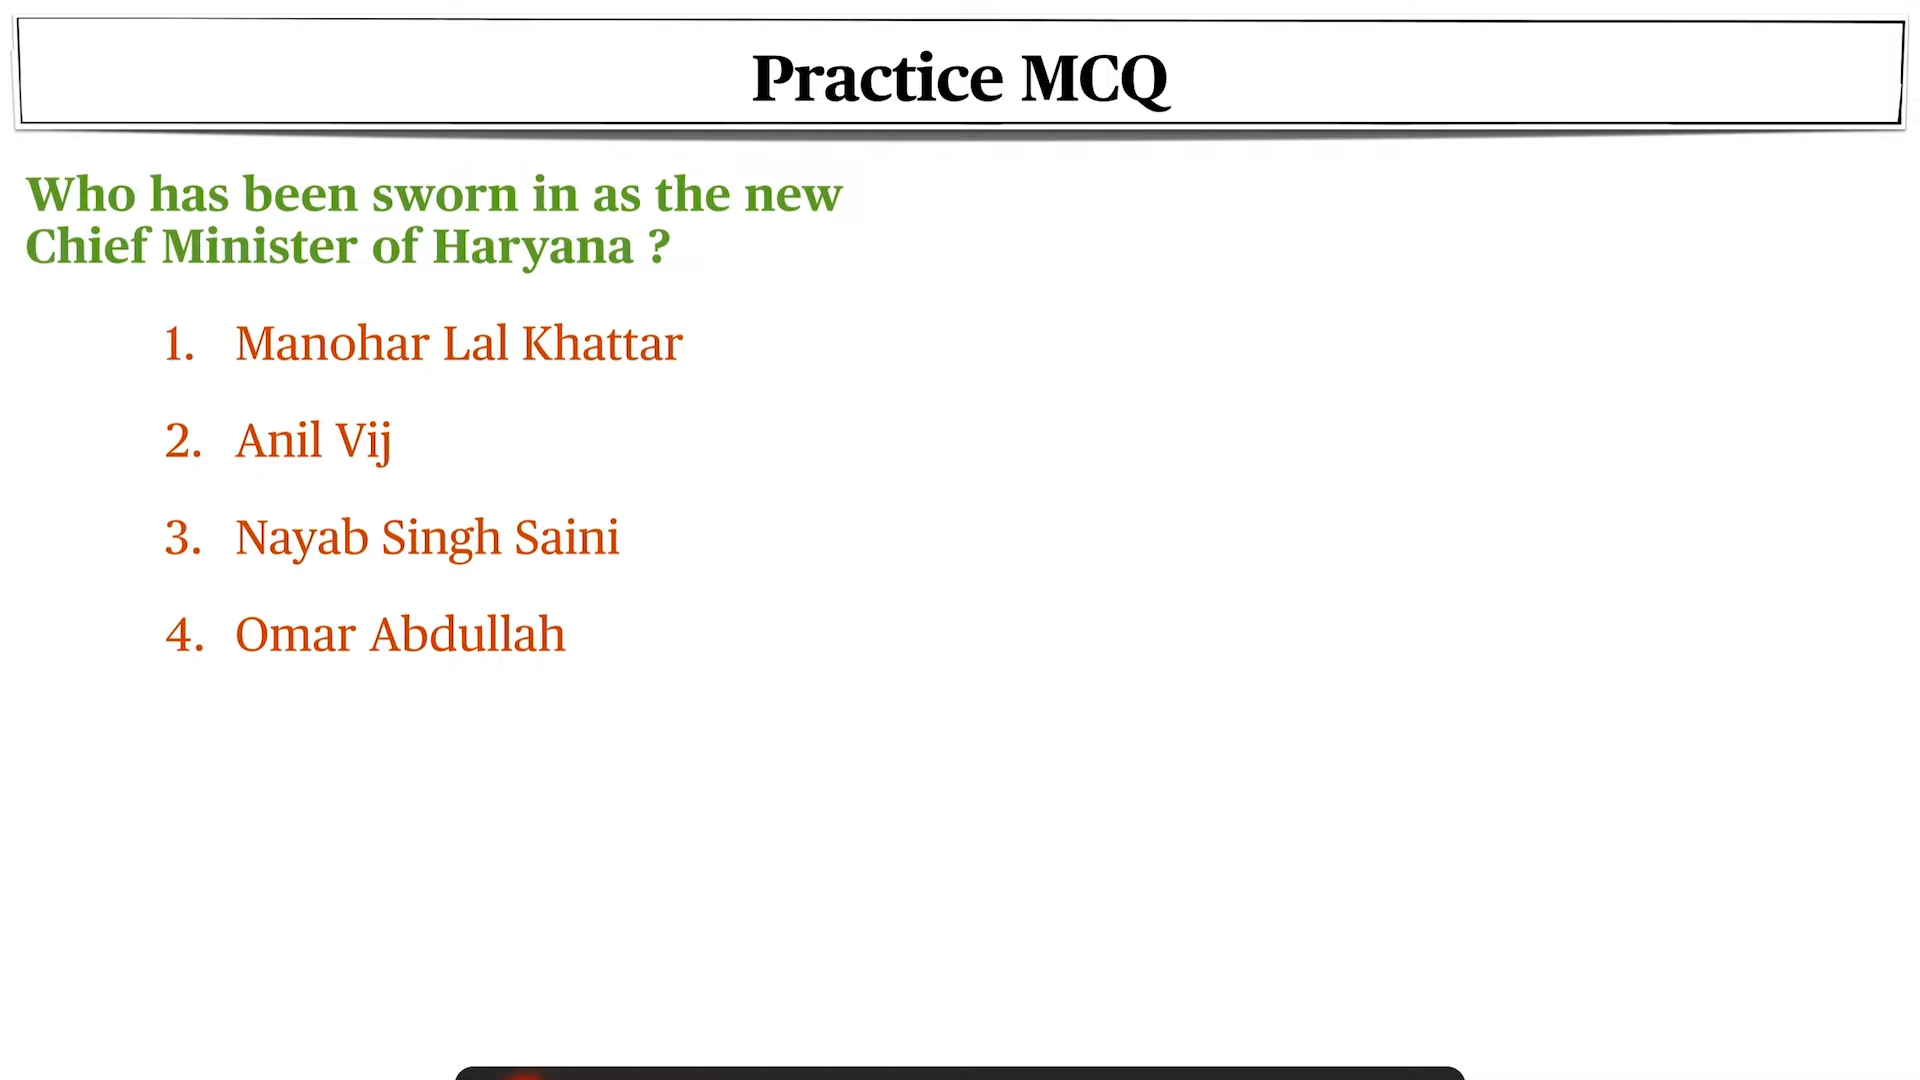 Practice MCQ
Who has been sworn in as the new
Chief Minister of Haryana ?
1. Manohar Lal Khattar
2. Anil Vij
3. Nayab Singh Saini
4. Omar Abdullah